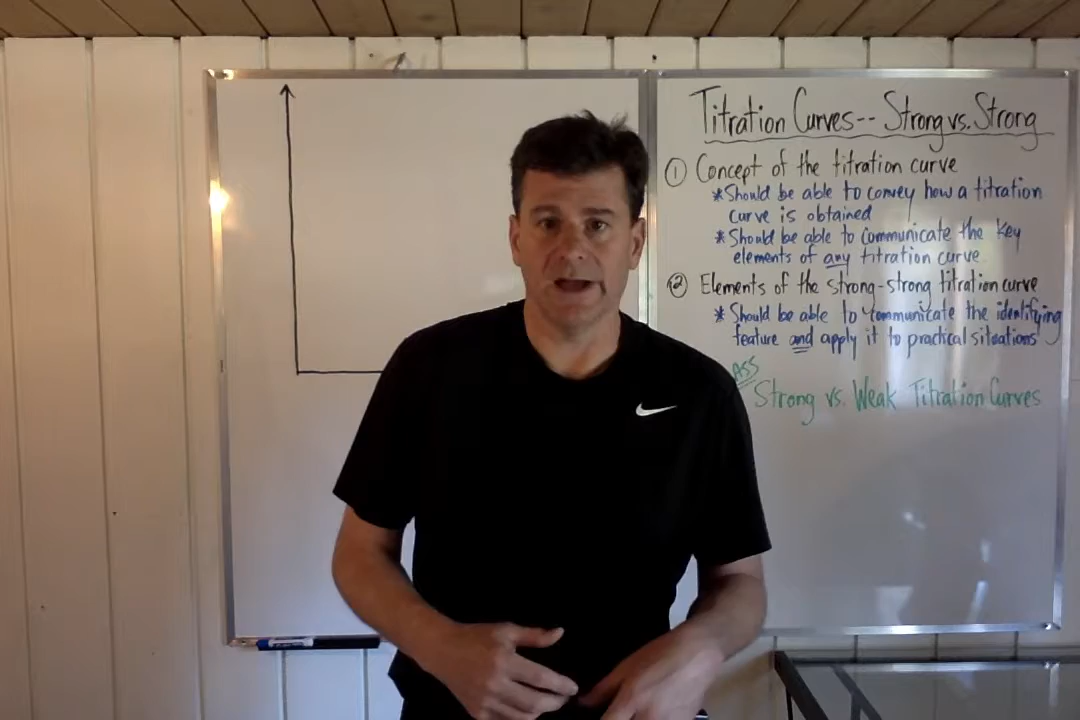 Titration Curves-- Strong vs. Strong
① Concept of the titration curve
* Should be able to convey how a titration
curve is obtained
* Should be able to communicate the key
elements of any titration curve
② Elements of the strong-strong titration curve
* Should be able to communicate the identifying
feature and apply it to practical situations
ASS
Strong vs. Weak Titration Curves